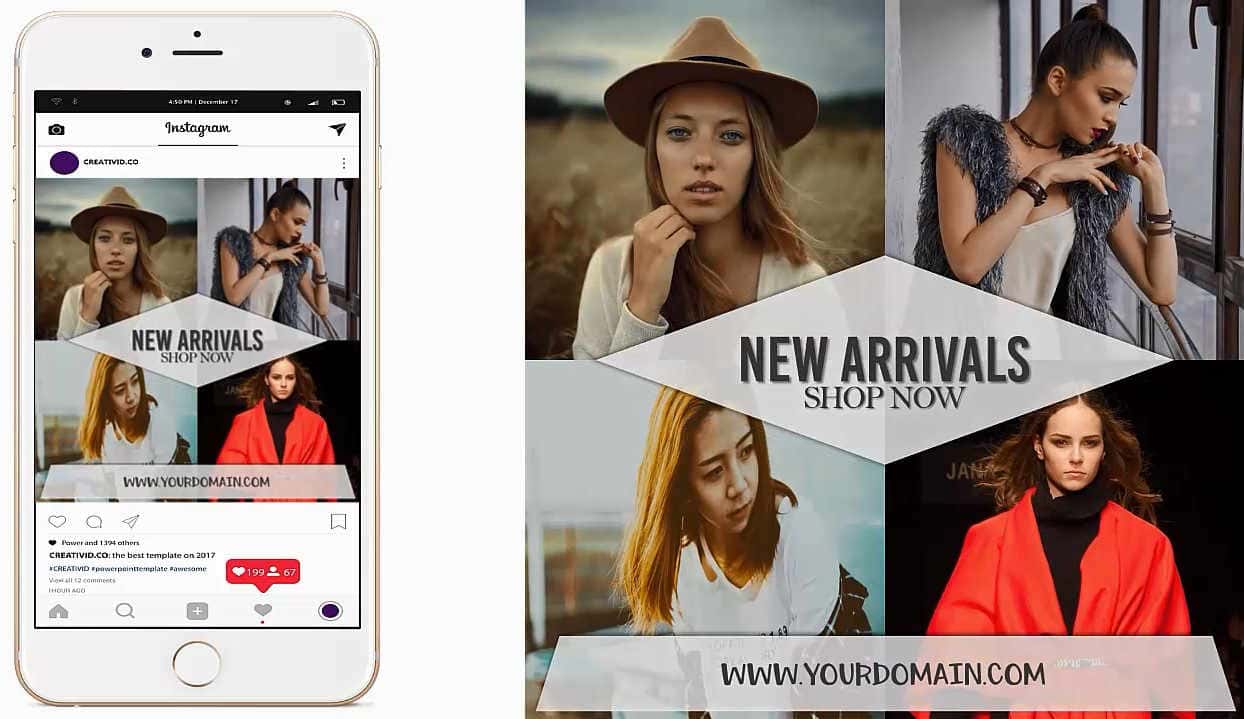 4:50 PM | December 17
Instagram
CREATIVID.CO
NEW ARRIVALS
SHOP NOW
WWW.YOURDOMAIN.COM
Power and 1394 others
CREATIVID.CO: the best template on 2017
#CREATIVID #powerpointtemplate #awesome
View all 12 comments
1 HOUR AGO
199 67
NEW ARRIVALS
SHOP NOW
JANA
WWW.YOURDOMAIN.COM